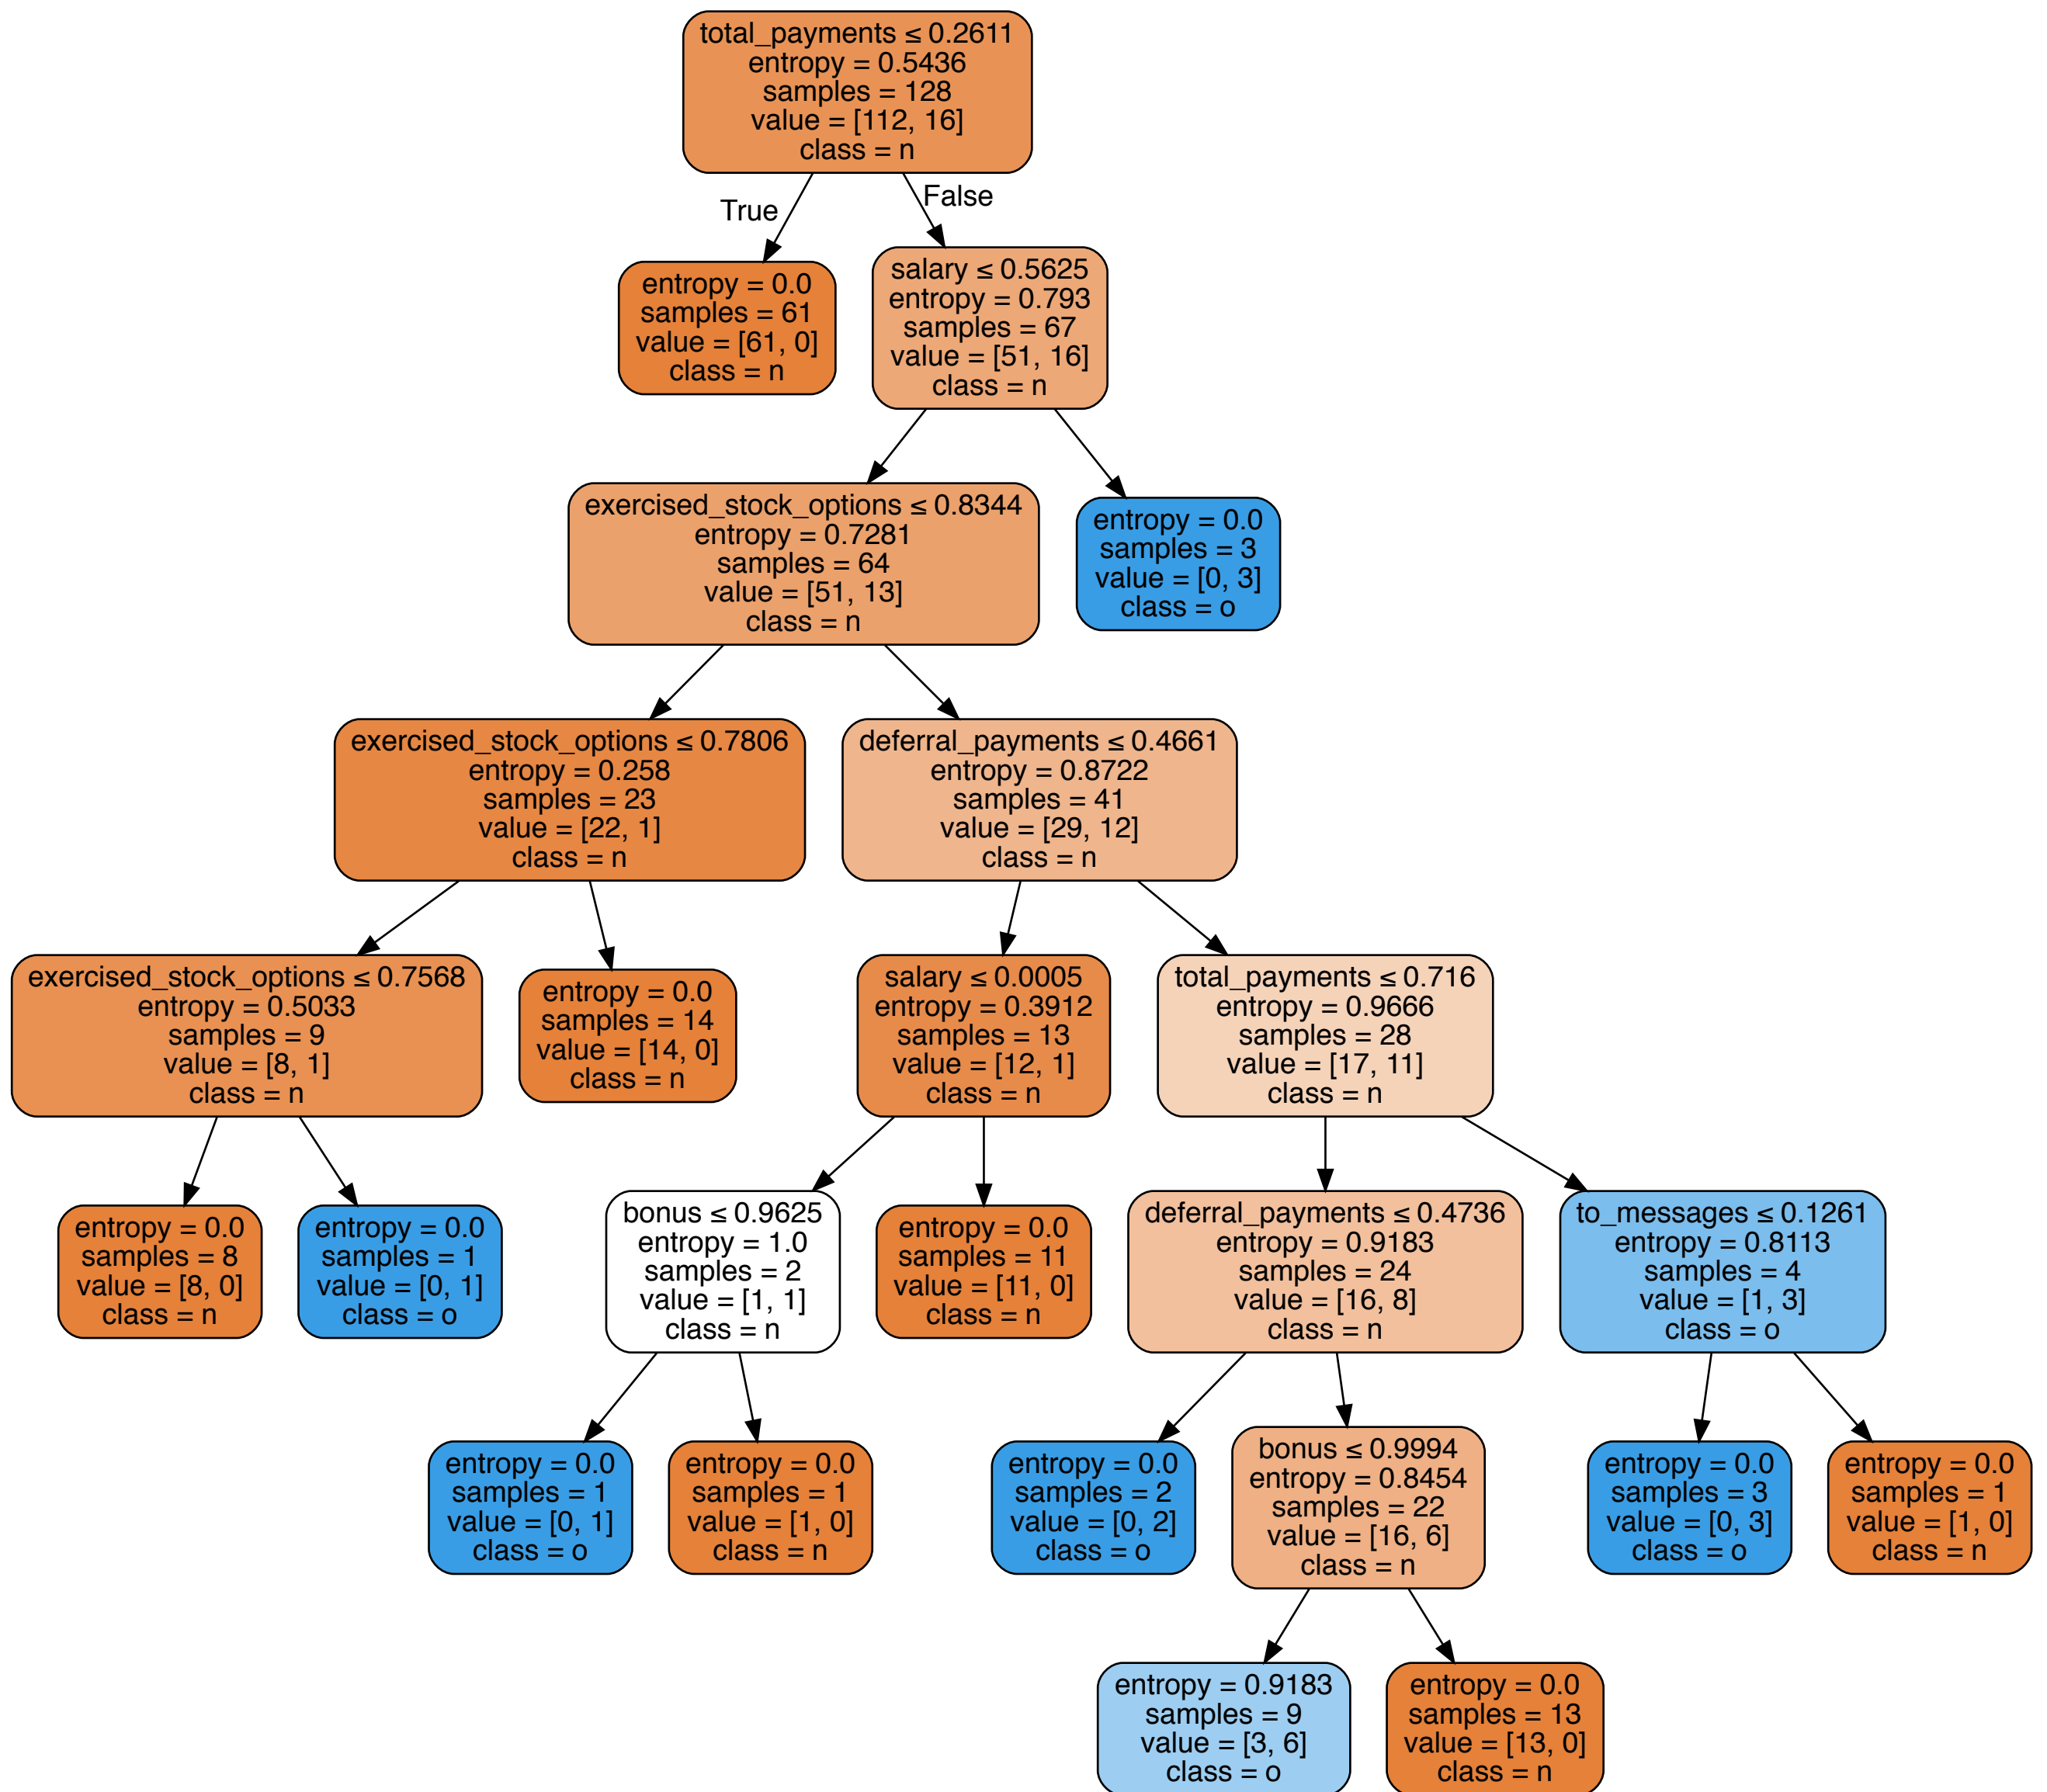 total_payments ≤ 0.2611
entropy = 0.5436
samples = 128
value = [112, 16]
class = n
True
False
entropy = 0.0
samples = 61
value = [61, 0]
class = n
salary ≤ 0.5625
entropy = 0.793
samples = 67
value = [51, 16]
class = n
exercised_stock_options ≤ 0.8344
entropy = 0.7281
samples = 64
value = [51, 13]
class = n
entropy = 0.0
samples = 3
value = [0, 3]
class = o
exercised_stock_options ≤ 0.7806
entropy = 0.258
samples = 23
value = [22, 1]
class = n
deferral_payments ≤ 0.4661
entropy = 0.8722
samples = 41
value = [29, 12]
class = n
exercised_stock_options ≤ 0.7568
entropy = 0.5033
samples = 9
value = [8, 1]
class = n
entropy = 0.0
samples = 14
value = [14, 0]
class = n
salary ≤ 0.0005
entropy = 0.3912
samples = 13
value = [12, 1]
class = n
total_payments ≤ 0.716
entropy = 0.9666
samples = 28
value = [17, 11]
class = n
entropy = 0.0
samples = 8
value = [8, 0]
class = n
entropy = 0.0
samples = 1
value = [0, 1]
class = o
bonus ≤ 0.9625
entropy = 1.0
samples = 2
value = [1, 1]
class = n
entropy = 0.0
samples = 11
value = [11, 0]
class = n
deferral_payments ≤ 0.4736
entropy = 0.9183
samples = 24
value = [16, 8]
class = n
to_messages ≤ 0.1261
entropy = 0.8113
samples = 4
value = [1, 3]
class = o
entropy = 0.0
samples = 1
value = [0, 1]
class = o
entropy = 0.0
samples = 1
value = [1, 0]
class = n
entropy = 0.0
samples = 2
value = [0, 2]
class = o
bonus ≤ 0.9994
entropy = 0.8454
samples = 22
value = [16, 6]
class = n
entropy = 0.0
samples = 3
value = [0, 3]
class = o
entropy = 0.0
samples = 1
value = [1, 0]
class = n
entropy = 0.9183
samples = 9
value = [3, 6]
class = o
entropy = 0.0
samples = 13
value = [13, 0]
class = n